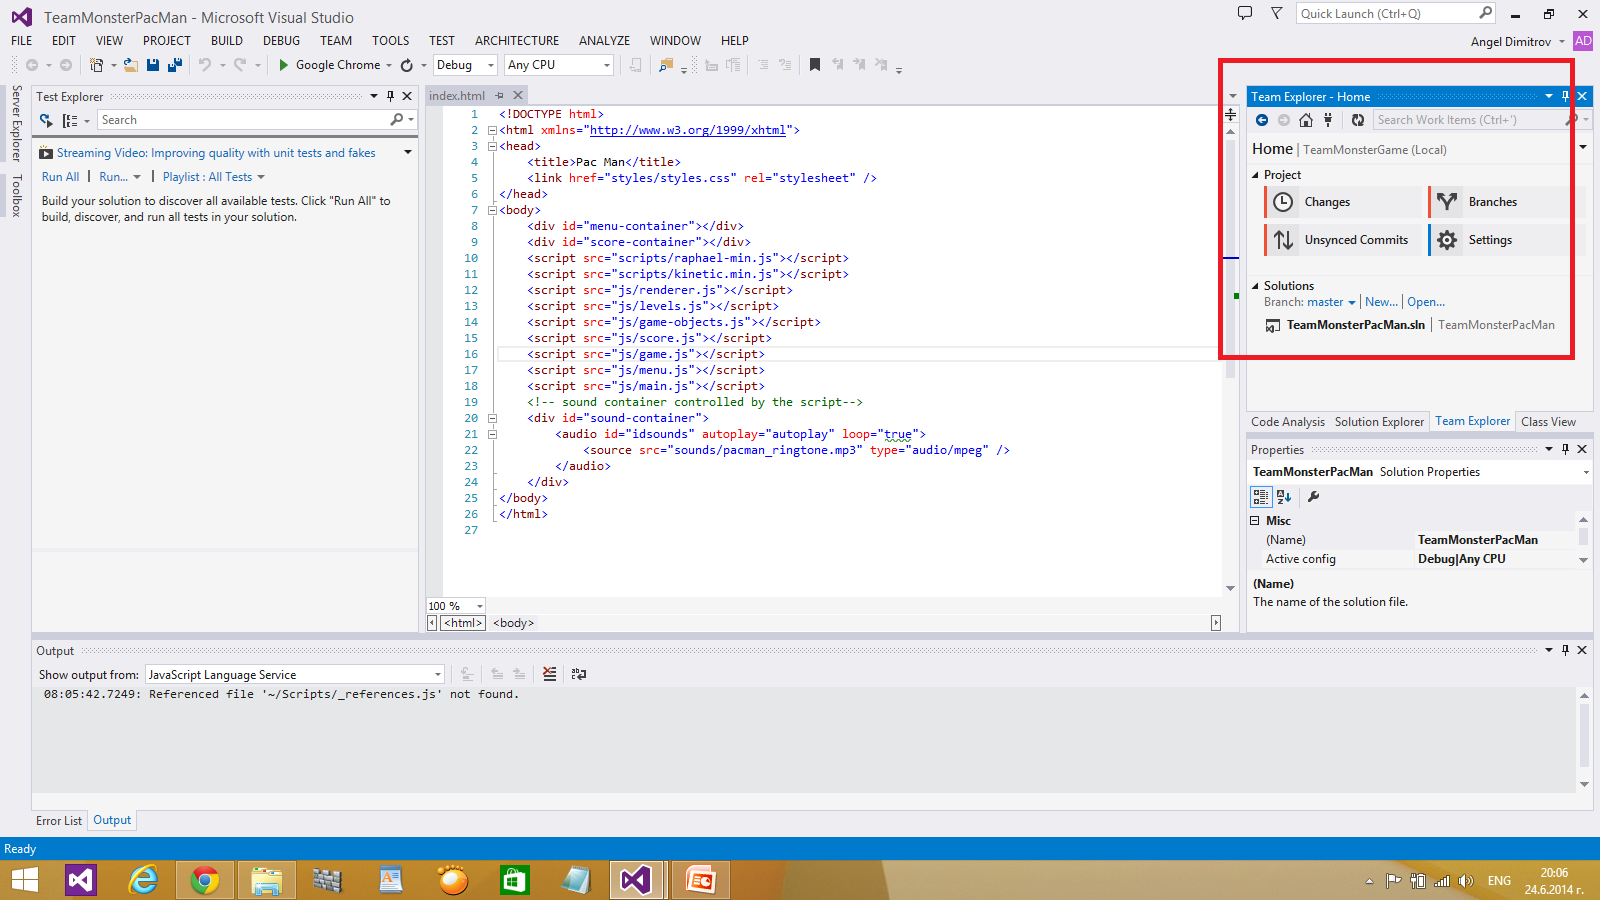 TeamMonsterPacMan - Microsoft Visual Studio
Quick Launch (Ctrl+Q)
FILE EDIT VIEW PROJECT BUILD DEBUG TEAM TOOLS TEST ARCHITECTURE ANALYZE WINDOW HELP
Angel Dimitrov AD
Google Chrome Debug Any CPU
Server Explorer
Toolbox
Test Explorer
Search
Streaming Video: Improving quality with unit tests and fakes
Run All | Run... | Playlist : All Tests
Build your solution to discover all available tests. Click "Run All" to
build, discover, and run all tests in your solution.
index.html
1 <!DOCTYPE html>
2 <html xmlns="http://www.w3.org/1999/xhtml">
3 <head>
4 <title>Pac Man</title>
5 <link href="styles/styles.css" rel="stylesheet" />
6 </head>
7 <body>
8 <div id="menu-container"></div>
9 <div id="score-container"></div>
10 <script src="scripts/raphael-min.js"></script>
11 <script src="scripts/kinetic.min.js"></script>
12 <script src="js/renderer.js"></script>
13 <script src="js/levels.js"></script>
14 <script src="js/game-objects.js"></script>
15 <script src="js/score.js"></script>
16 <script src="js/game.js"></script>
17 <script src="js/menu.js"></script>
18 <script src="js/main.js"></script>
19 <!-- sound container controlled by the script-->
20 <div id="sound-container">
21 <audio id="idsounds" autoplay="autoplay" loop="true">
22 <source src="sounds/pacman_ringtone.mp3" type="audio/mpeg" />
23 </audio>
24 </div>
25 </body>
26 </html>
27
100 %
<html> <body>
Team Explorer - Home
Search Work Items (Ctrl+')
Home | TeamMonsterGame (Local)
Project
Changes Branches
Unsynced Commits Settings
Solutions
Branch: master | New... | Open...
TeamMonsterPacMan.sln | TeamMonsterPacMan
Code Analysis Solution Explorer Team Explorer Class View
Properties
TeamMonsterPacMan Solution Properties
Misc
(Name) TeamMonsterPacMan
Active config Debug|Any CPU
(Name)
The name of the solution file.
Output
Show output from: JavaScript Language Service
08:05:42.7249: Referenced file '~/Scripts/_references.js' not found.
Error List Output
Ready
ENG
20:06
24.6.2014 г.